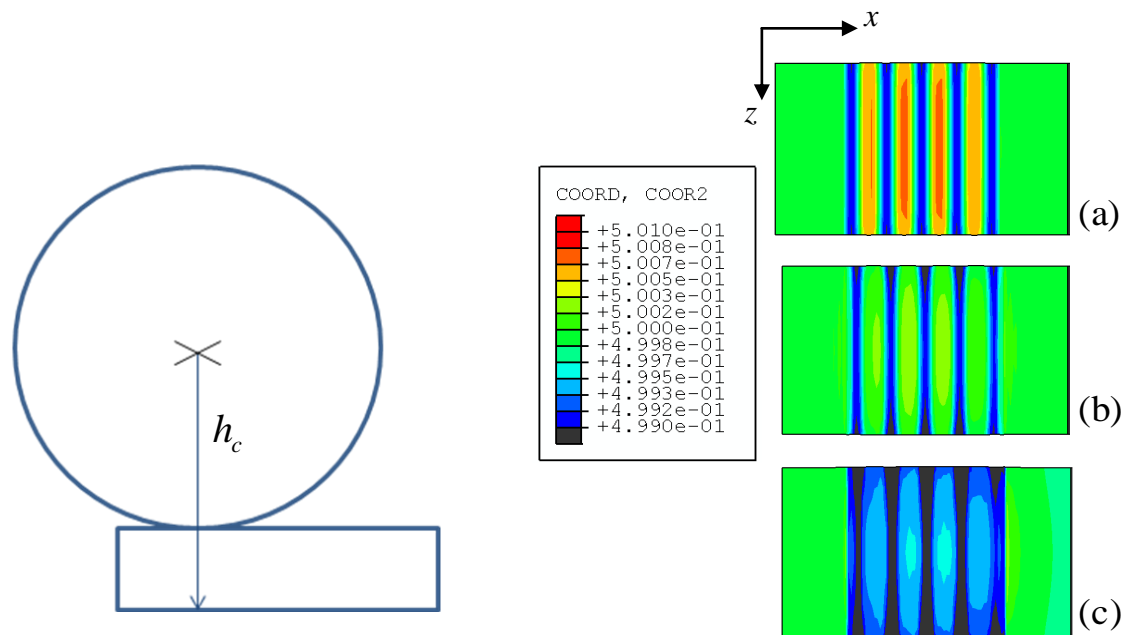 h_c
COORD, COOR2
+5.010e-01
+5.008e-01
+5.007e-01
+5.005e-01
+5.003e-01
+5.002e-01
+5.000e-01
+4.998e-01
+4.997e-01
+4.995e-01
+4.993e-01
+4.992e-01
+4.990e-01
x
z
(a)
(b)
(c)